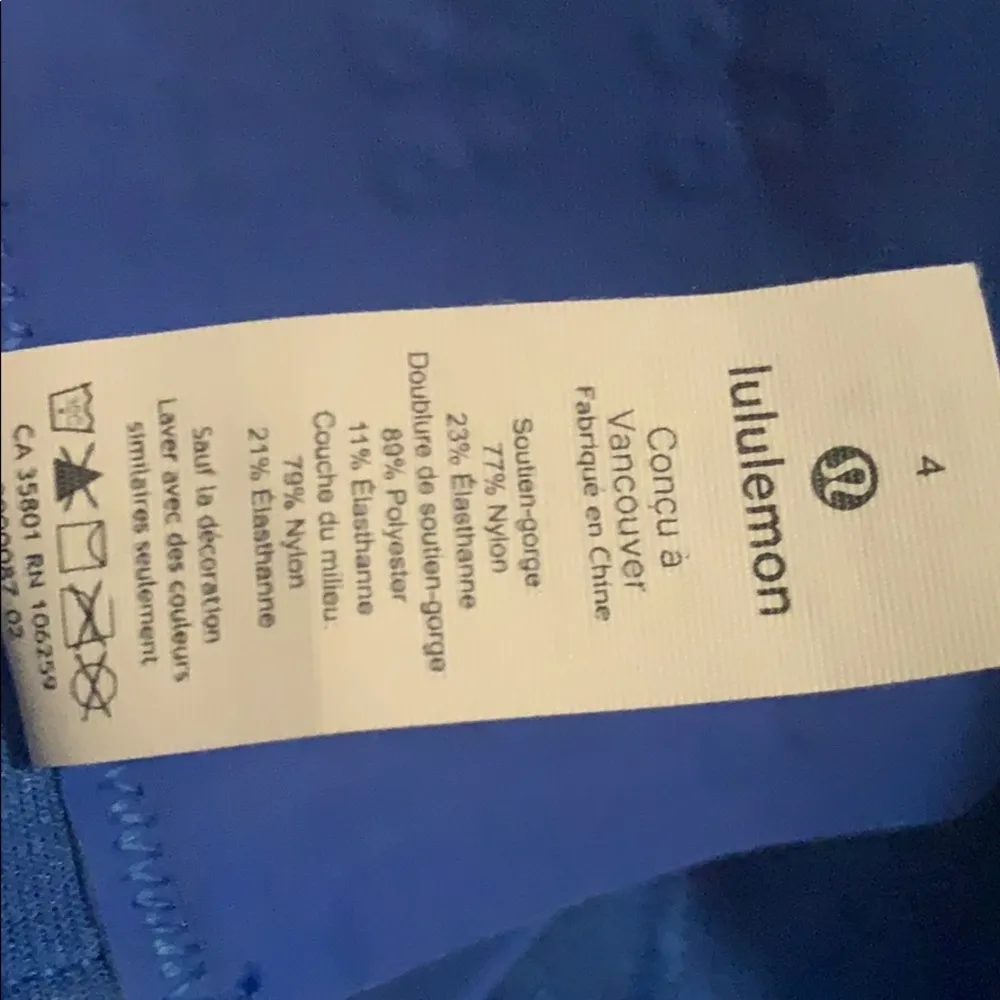 4
lululemon
Conçu à
Vancouver
Fabriqué en Chine
Soutien-gorge
77% Nylon
23% Élasthanne
Doublure de soutien-gorge
89% Polyester
11% Élasthanne
Couche du milieu
79% Nylon
21% Élasthanne
Sauf la décoration
Laver avec des couleurs
similaires seulement
CA 35801 RN 106259